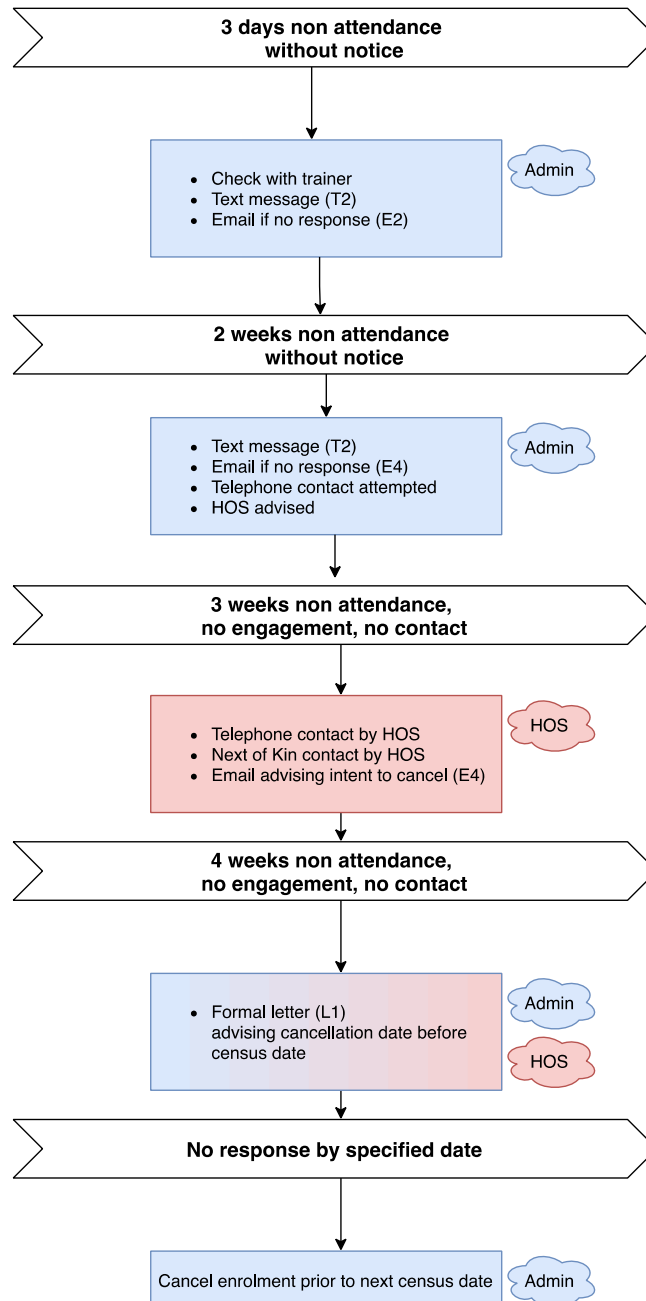 3 days non attendance
without notice
• Check with trainer
• Text message (T2)
• Email if no response (E2)
Admin
2 weeks non attendance
without notice
• Text message (T2)
• Email if no response (E4)
• Telephone contact attempted
• HOS advised
Admin
3 weeks non attendance,
no engagement, no contact
• Telephone contact by HOS
• Next of Kin contact by HOS
• Email advising intent to cancel (E4)
HOS
4 weeks non attendance,
no engagement, no contact
• Formal letter (L1)
advising cancellation date before
census date
Admin
HOS
No response by specified date
Cancel enrolment prior to next census date
Admin